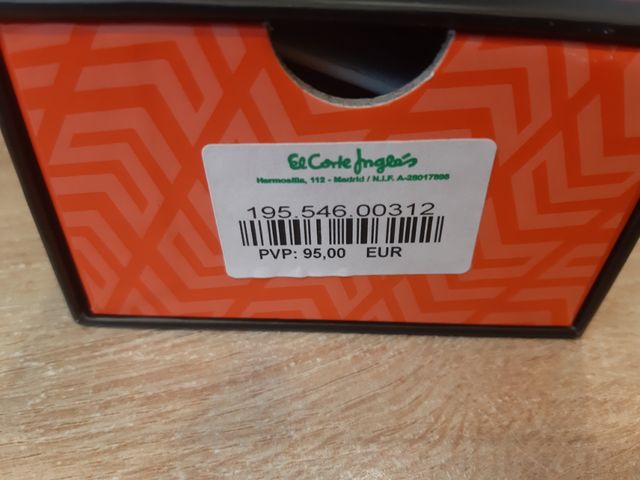 El Corte Inglés
Hermosilla, 112 - Madrid / N.I.F. A-28017895
195.546.00312
PVP: 95,00 EUR